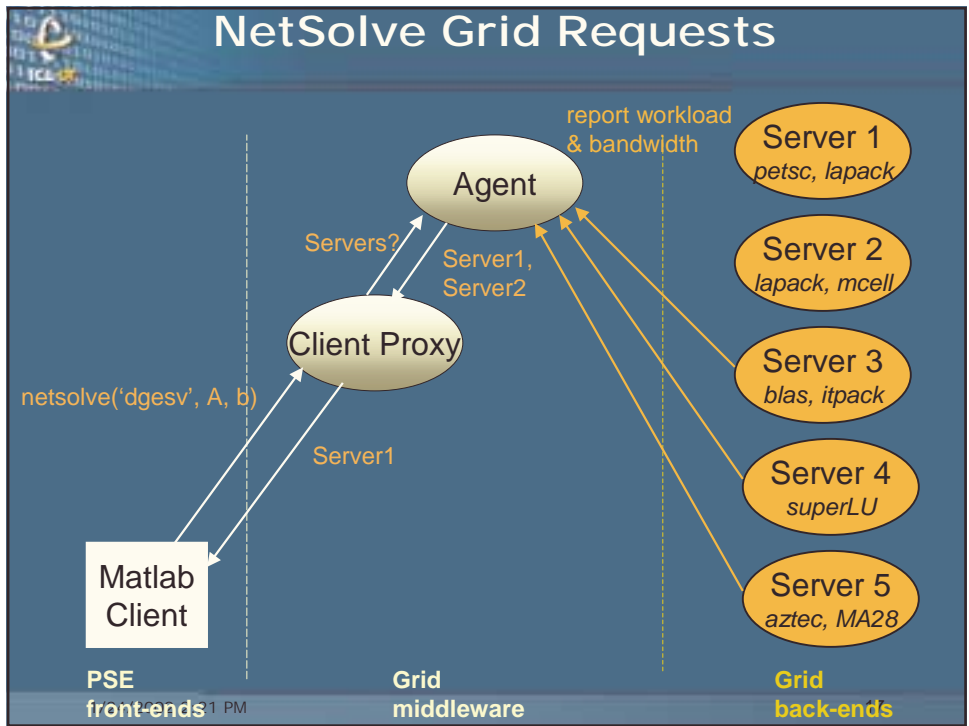 NetSolve Grid Requests
report workload
& bandwidth
Agent
Servers?
Server1,
Server2
Client Proxy
netsolve(‘dgesv’, A, b)
Server1
Matlab
Client
Server 1
petsc, lapack
Server 2
lapack, mcell
Server 3
blas, itpack
Server 4
superLU
Server 5
aztec, MA28
PSE
front-ends
Grid
middleware
Grid
back-ends
PM